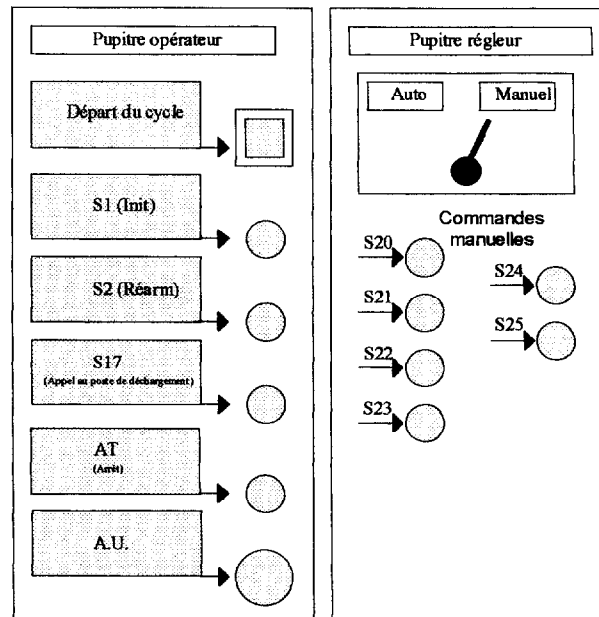 Pupitre opérateur
Départ du cycle
S1 (Init)
S2 (Réarm)
S17
(Appel au poste de déchargement)
AT
(Arrêt)
A.U.
Pupitre régleur
Auto
Manuel
Commandes
manuelles
S20
S24
S21
S25
S22
S23